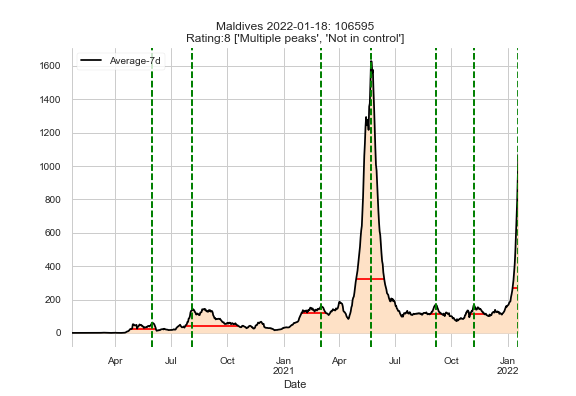 Maldives 2022-01-18: 106595
Rating:8 ['Multiple peaks', 'Not in control']
Average-7d
1600
1400
1200
1000
800
600
400
200
0
Apr Jul Oct Jan Apr Jul Oct Jan
2021 2022
Date